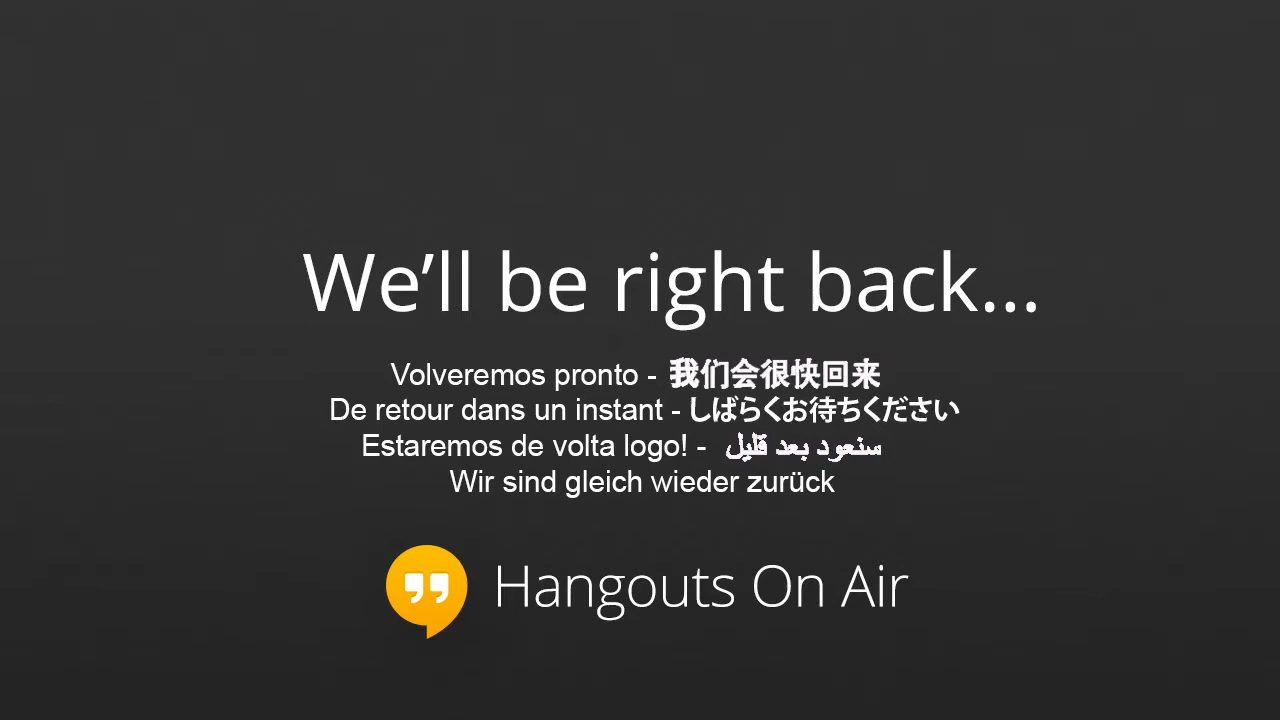 We’ll be right back...
Volveremos pronto - 我们会很快回来
De retour dans un instant - しばらくお待ちください
Estaremos de volta logo! - سنعود بعد قليل
Wir sind gleich wieder zurück
Hangouts On Air